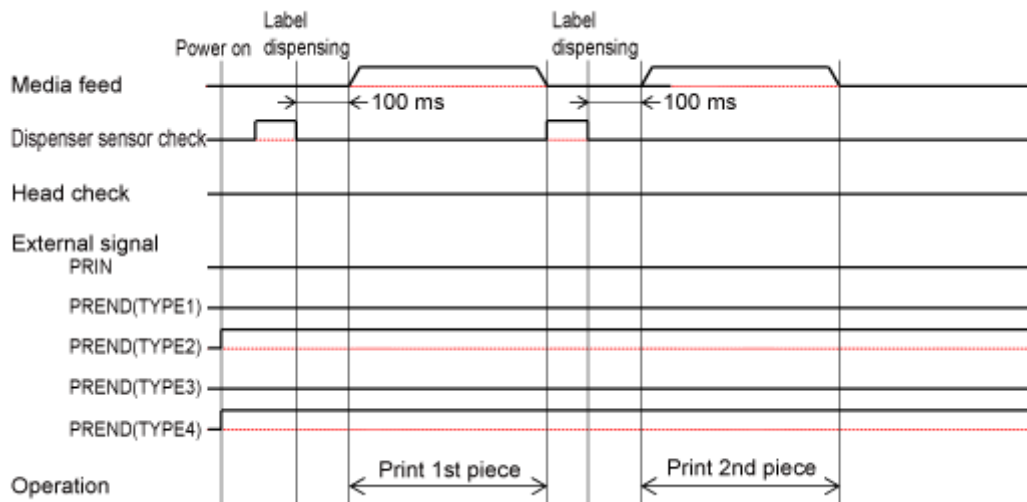 Label
dispensing
Label
dispensing
Power on
Media feed
100 ms
100 ms
Dispenser sensor check
Head check
External signal
PRIN
PREND(TYPE1)
PREND(TYPE2)
PREND(TYPE3)
PREND(TYPE4)
Print 1st piece
Print 2nd piece
Operation